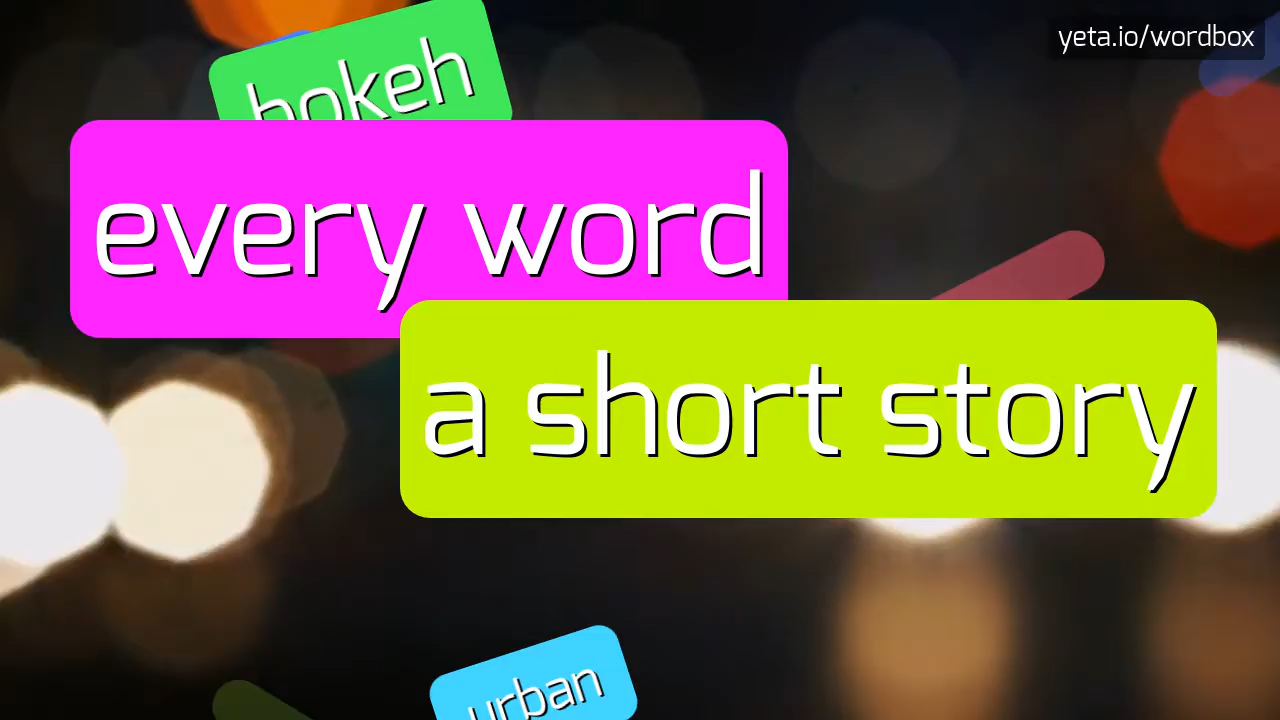 yeta.io/wordbox
bokeh
every word
a short story
urban